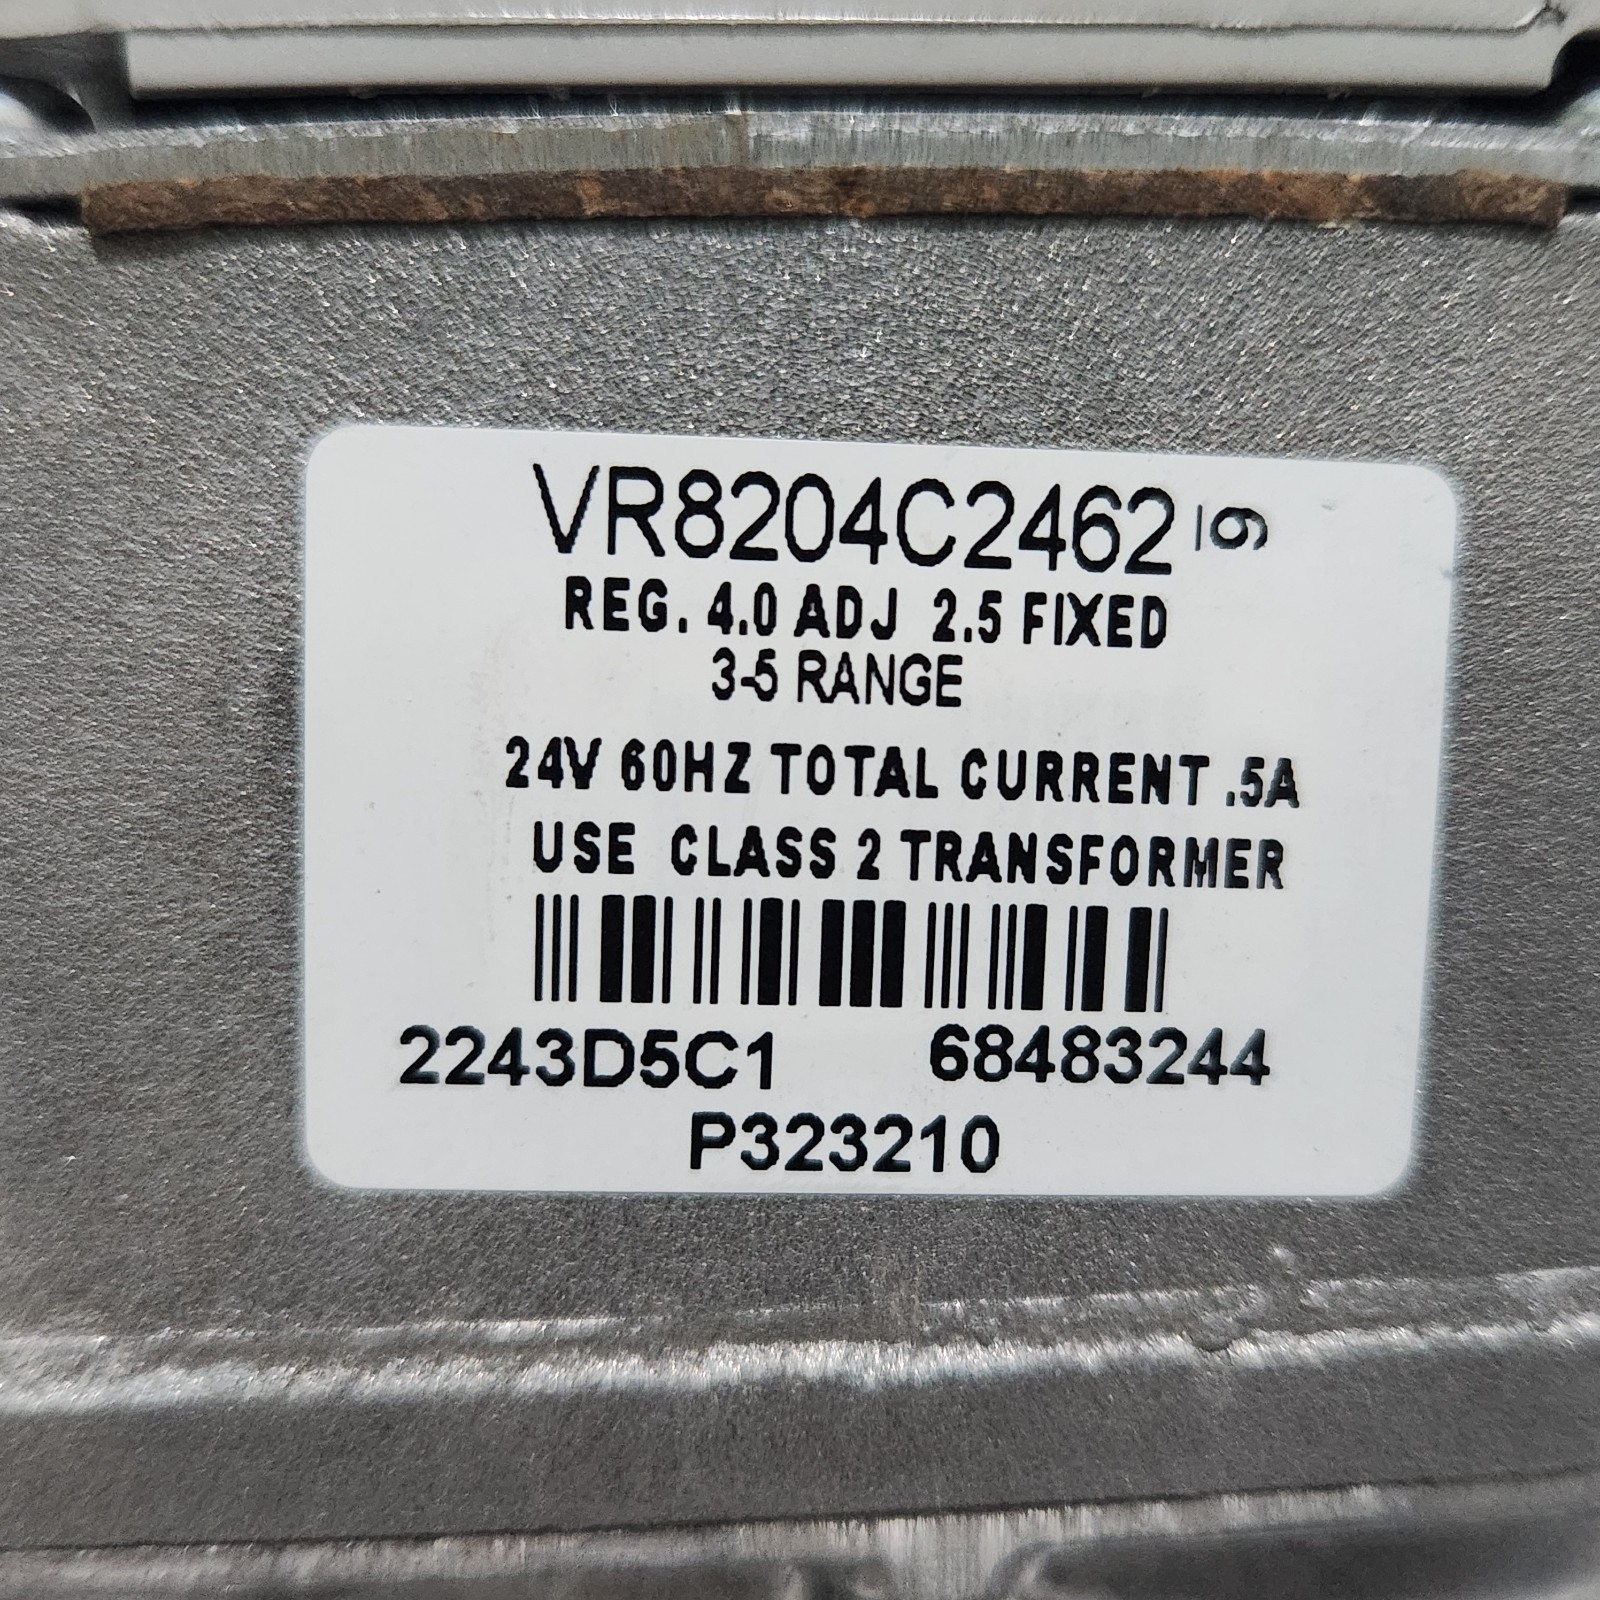 VR8204C2462 19
REG. 4.0 ADJ 2.5 FIXED
3-5 RANGE
24V 60HZ TOTAL CURRENT .5A
USE CLASS 2 TRANSFORMER
2243D5C1 68483244
P323210